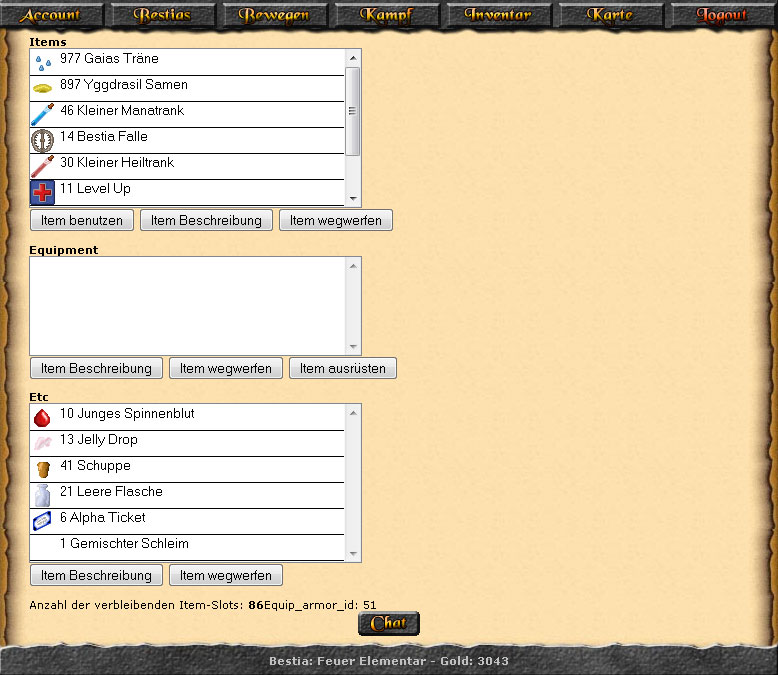 Account Bestias Bewegen Kampf Inventar Karte Logout
Items
977 Gaias Träne
897 Yggdrasil Samen
46 Kleiner Manatrank
14 Bestia Falle
30 Kleiner Heiltrank
11 Level Up
Item benutzen Item Beschreibung Item wegwerfen
Equipment
Item Beschreibung Item wegwerfen Item ausrüsten
Etc
10 Junges Spinnenblut
13 Jelly Drop
41 Schuppe
21 Leere Flasche
6 Alpha Ticket
1 Gemischter Schleim
Item Beschreibung Item wegwerfen
Anzahl der verbleibenden Item-Slots: 86Equip_armor_id: 51
Chat
Bestia: Feuer Elementar - Gold: 3043